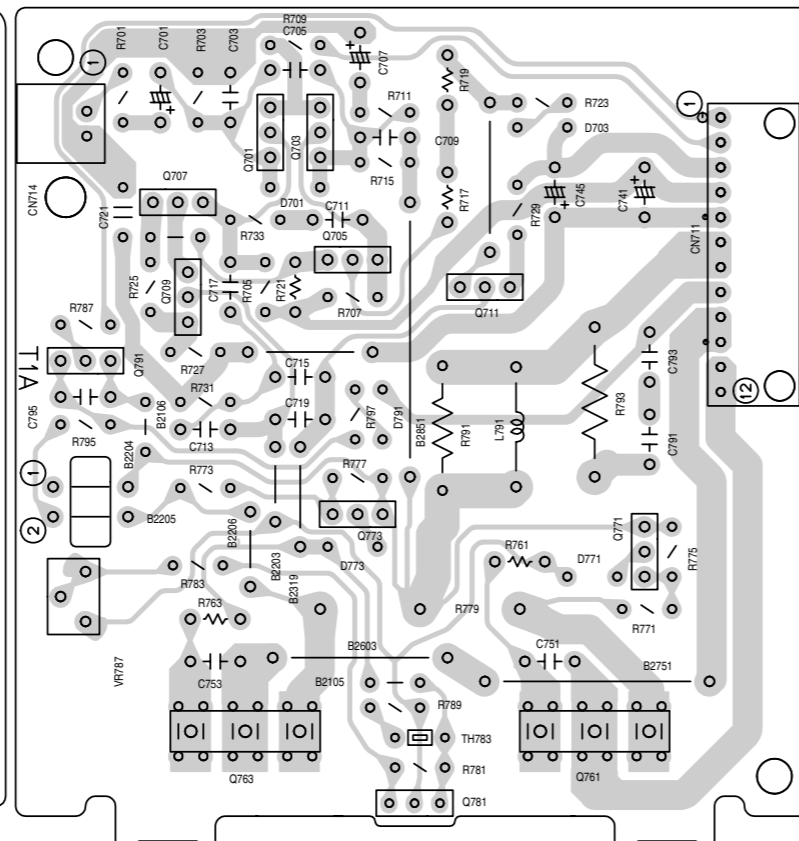 R709
C705
R701
C701
R703
C703
C707
R719
R711
R723
D703
C709
Q701
Q703
R715
1
1
CN714
Q707
C721
D701
C711
R733
R717
R729
C745
C741
CN711
Q705
R725
Q709
C717
R705
R721
R707
Q711
R787
T1A
Q791
R727
C715
C793
R731
C719
R797
D791
B2851
R791
L791
R793
12
C795
R795
B2106
B2204
C713
C791
1
2
R773
R777
B2205
B2206
Q773
Q771
R775
R761
D771
B2203
D773
R783
B2319
R763
R779
R771
VR787
B2603
C751
B2751
C753
B2105
R789
TH783
R781
Q763
Q761
Q781